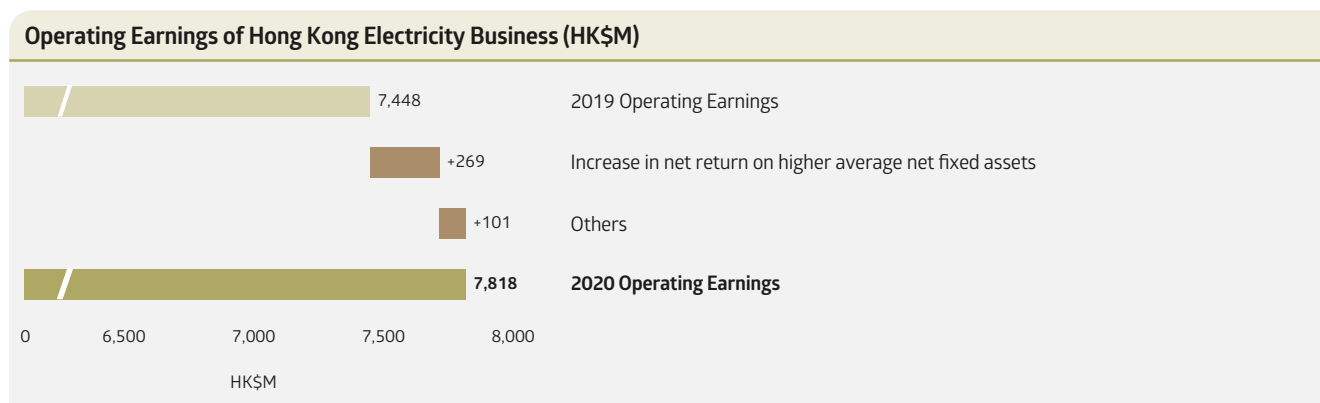 Operating Earnings of Hong Kong Electricity Business (HK$M)
7,448 2019 Operating Earnings
+269 Increase in net return on higher average net fixed assets
+101 Others
7,818 2020 Operating Earnings
0 6,500 7,000 7,500 8,000
HK$M